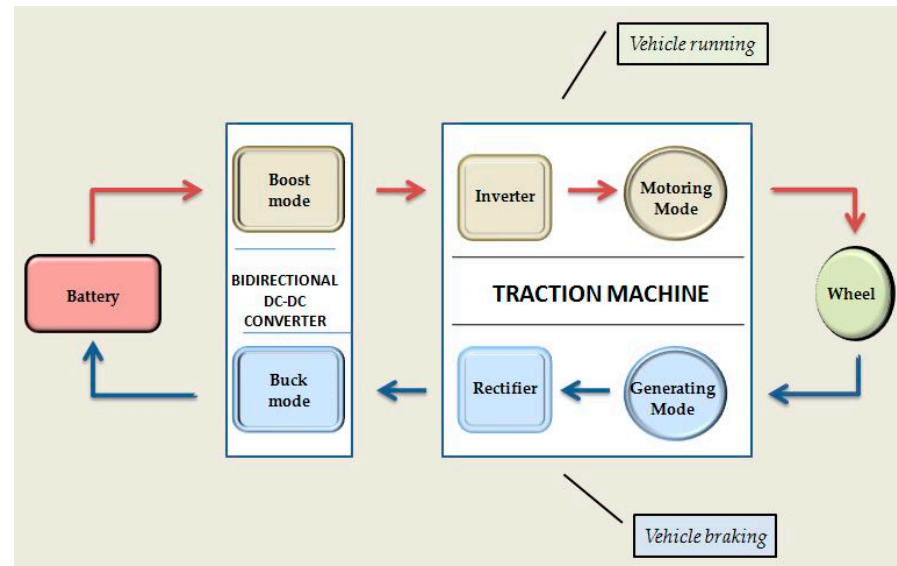 Vehicle running
Boost
mode
Inverter
Motoring
Mode
Battery
BIDIRECTIONAL
DC-DC
CONVERTER
TRACTION MACHINE
Wheel
Buck
mode
Rectifier
Generating
Mode
Vehicle braking